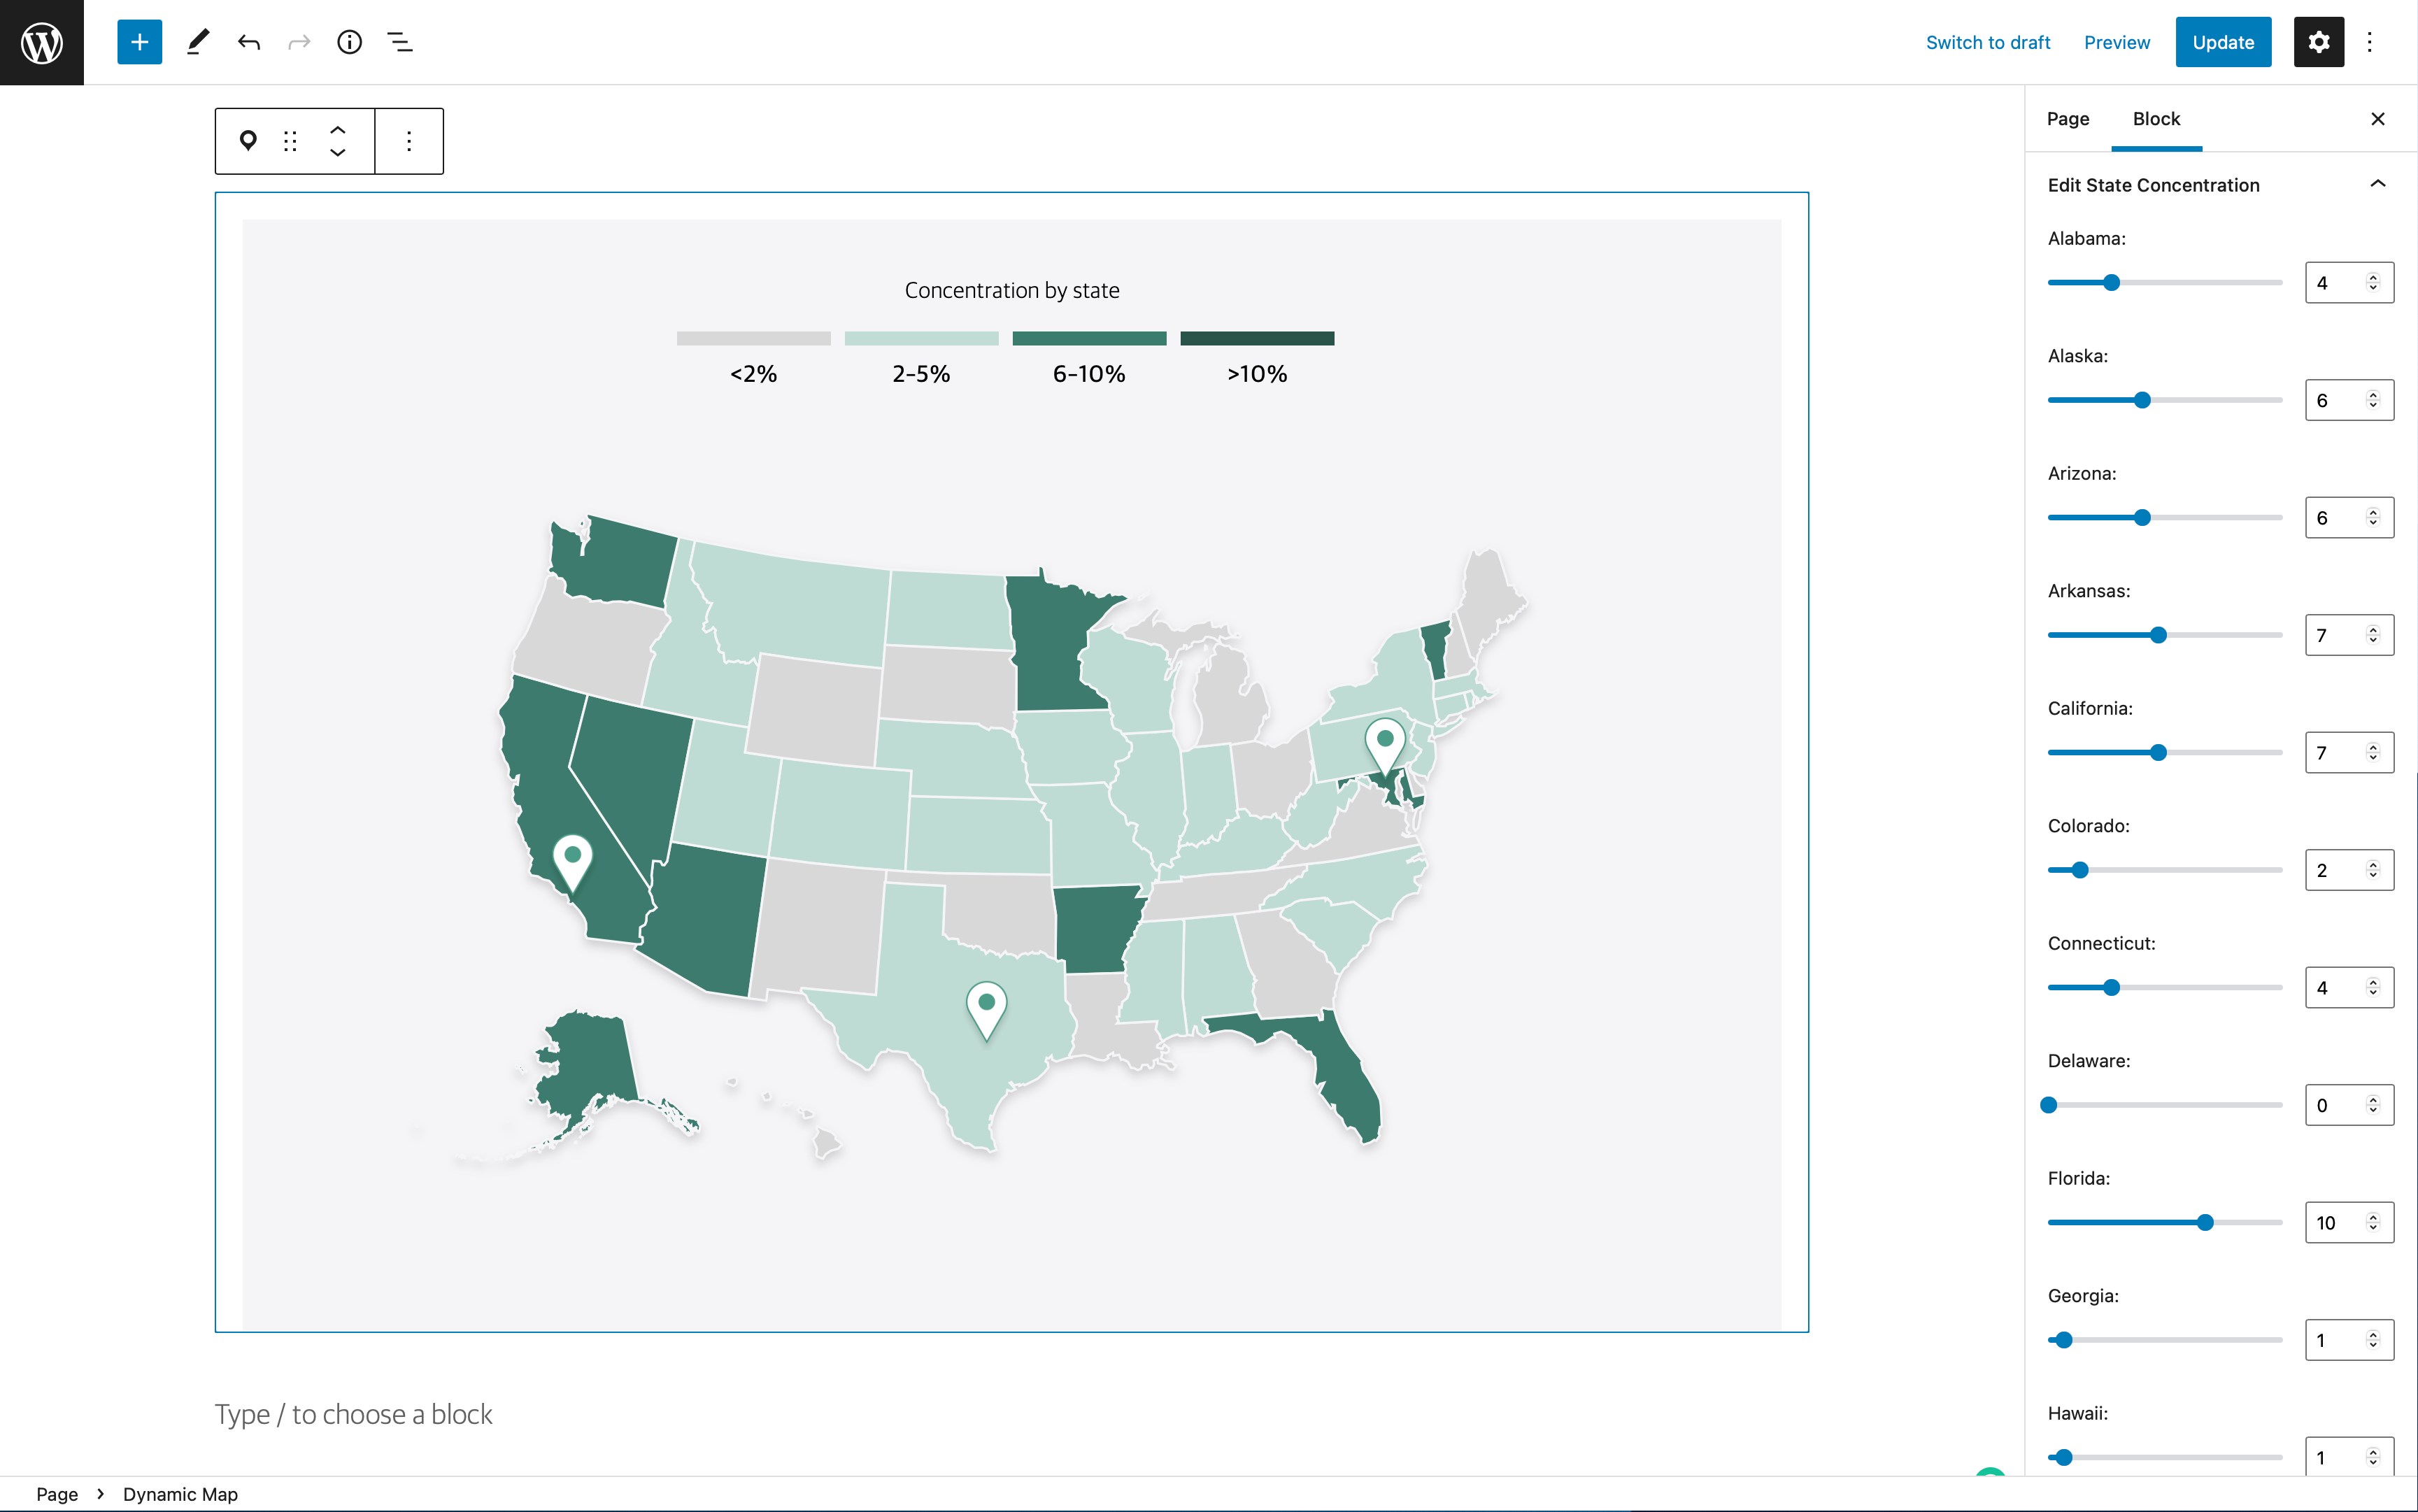 Switch to draft
Preview
Update
Page
Block
Edit State Concentration
Alabama:
4
Alaska:
6
Arizona:
6
Arkansas:
7
California:
7
Colorado:
2
Connecticut:
4
Delaware:
0
Florida:
10
Georgia:
1
Hawaii:
1
Concentration by state
<2% 2-5% 6-10% >10%
Type / to choose a block
Page > Dynamic Map